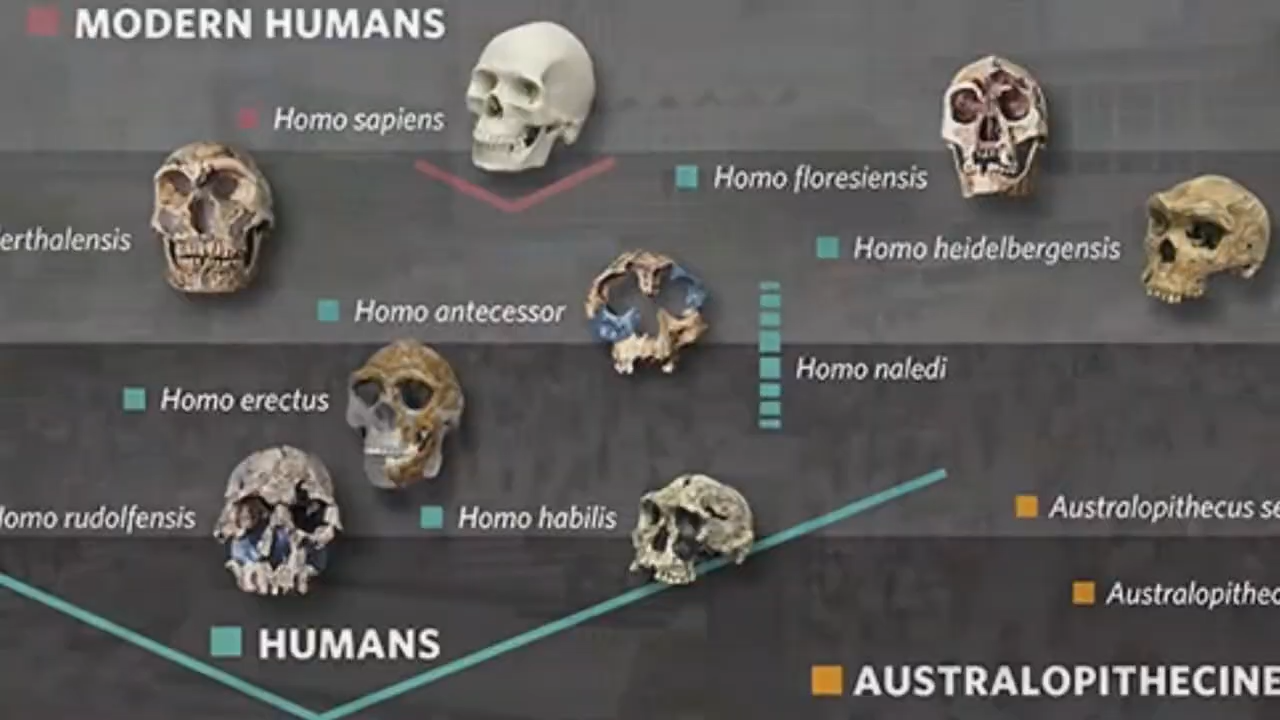 MODERN HUMANS
Homo sapiens
Homo floresiensis
erthalensis
Homo heidelbergensis
Homo antecessor
Homo naledi
Homo erectus
Homo rudolfensis
Homo habilis
Australopithecus se
Australopithec
HUMANS
AUSTRALOPITHECINE